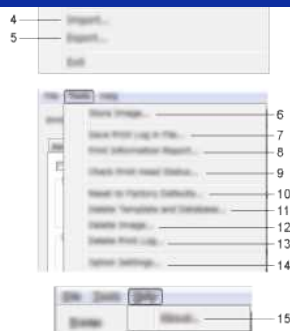 4 Import...
5 Export...
Exit
File Tools Help
Store Image... 6
Save Print Log in File... 7
Print Information Report... 8
Check Print Head Status... 9
Reset to Factory Defaults... 10
Delete Template and Database... 11
Delete Image... 12
Delete Print Log... 13
Option Settings... 14
File Tools Help
Printer About... 15